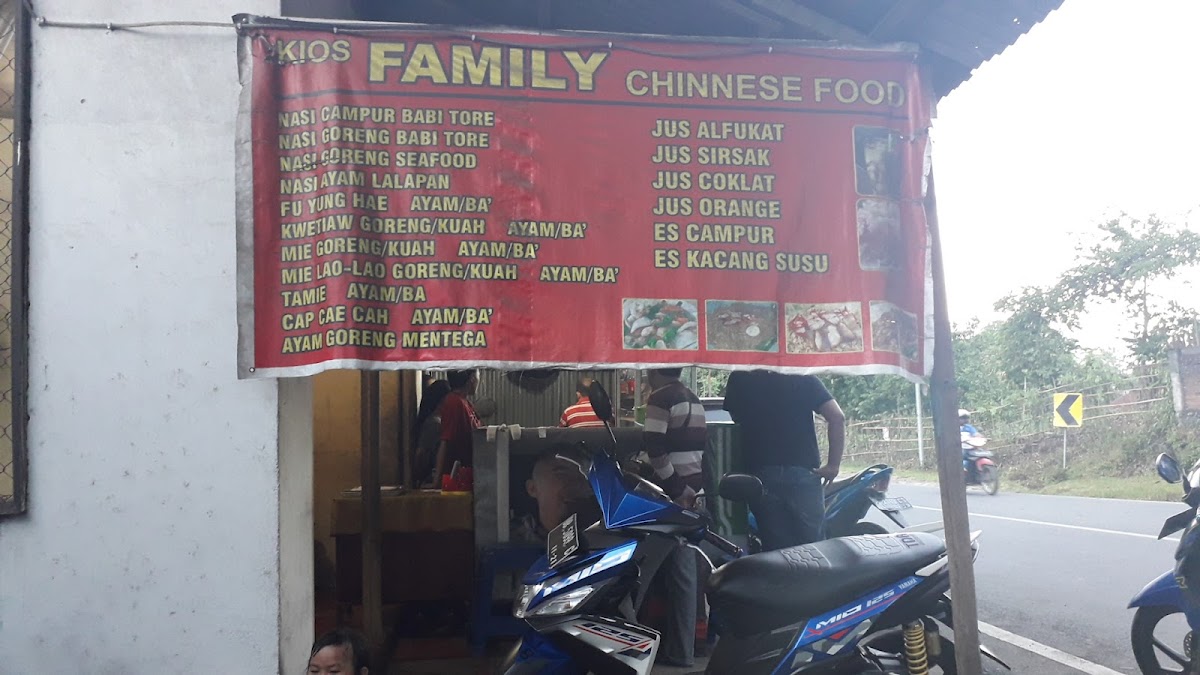 KIOS FAMILY CHINNESE FOOD
NASI CAMPUR BABI TORE
NASI GORENG BABI TORE
NASI GORENG SEAFOOD
NASI AYAM LALAPAN
FU YUNG HAE AYAM/BA'
KWETIAW GORENG/KUAH AYAM/BA'
MIE GORENG/KUAH AYAM/BA'
MIE LAO-LAO GORENG/KUAH AYAM/BA'
TAMIE AYAM/BA
CAP CAE CAH AYAM/BA'
AYAM GORENG MENTEGA
JUS ALFUKAT
JUS SIRSAK
JUS COKLAT
JUS ORANGE
ES CAMPUR
ES KACANG SUSU
MIO 125
YAMAHA
125